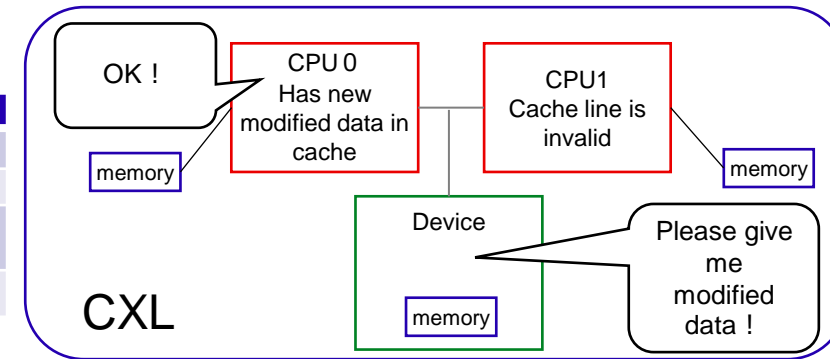 OK !
CPU 0
Has new
modified data in
cache
CPU1
Cache line is
invalid
memory
memory
Device
memory
Please give
me
modified
data !
CXL